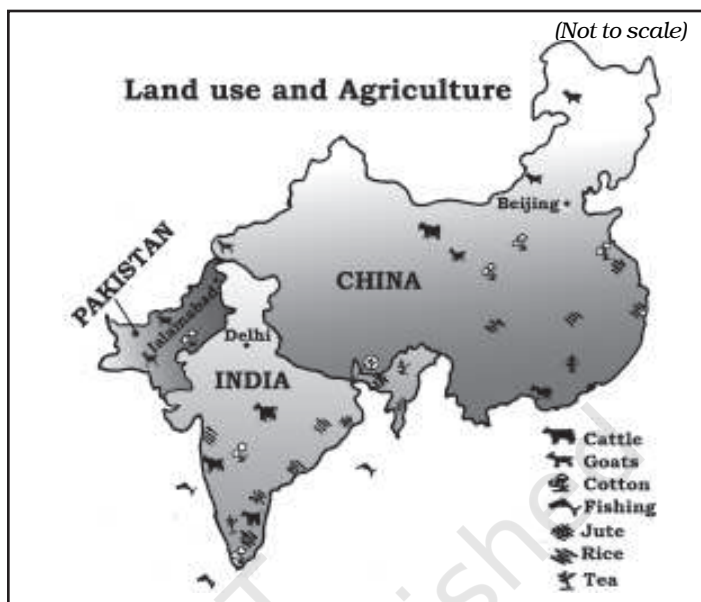 (Not to scale)
Land use and Agriculture
Beijing
PAKISTAN
CHINA
Islamabad
Delhi
INDIA
Cattle
Goats
Cotton
Fishing
Jute
Rice
Tea